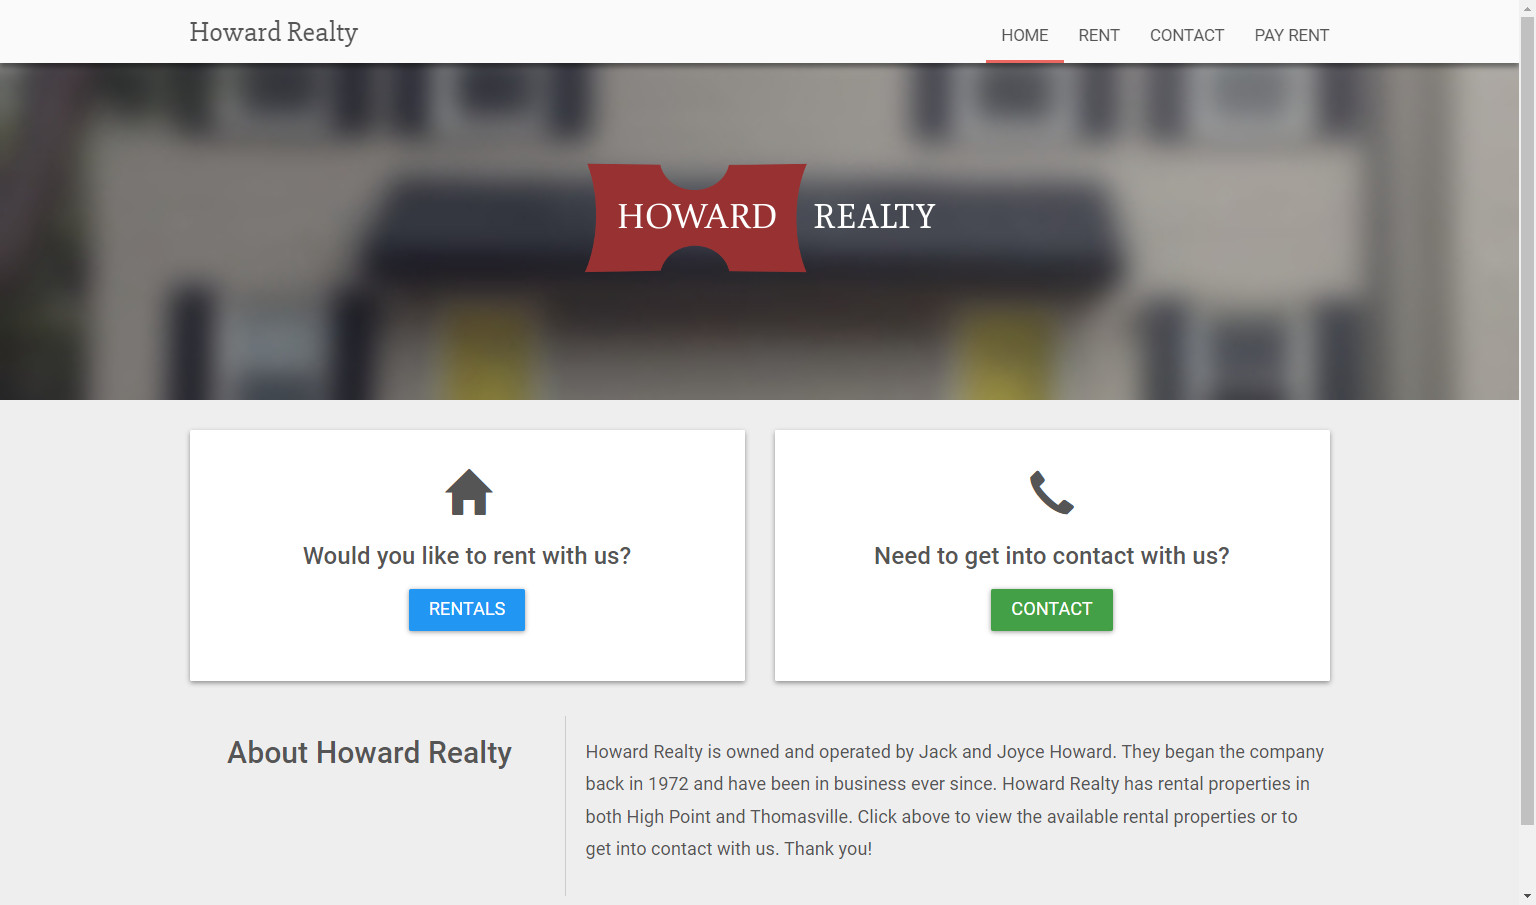 Howard Realty
HOME
RENT
CONTACT
PAY RENT
HOWARD REALTY
Would you like to rent with us?
RENTALS
Need to get into contact with us?
CONTACT
About Howard Realty
Howard Realty is owned and operated by Jack and Joyce Howard. They began the company
back in 1972 and have been in business ever since. Howard Realty has rental properties in
both High Point and Thomasville. Click above to view the available rental properties or to
get into contact with us. Thank you!